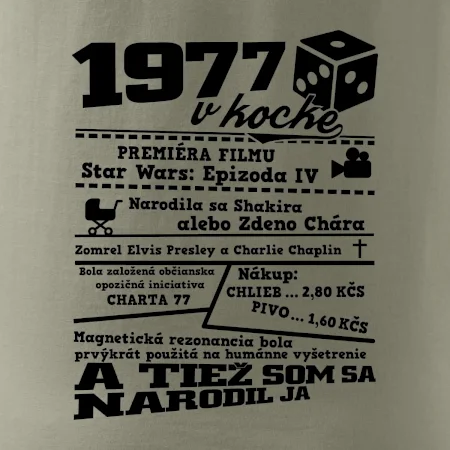 1977
v kocke
PREMIÉRA FILMU
Star Wars: Epizoda IV
Narodila sa Shakira
alebo Zdeno Chára
Zomrel Elvis Presley a Charlie Chaplin
Bola založená občianska
opozičná iniciativa
CHARTA 77
Nákup:
CHLIEB ... 2,80 KČS
PIVO ... 1,60 KČS
Magnetická rezonancia bola
prvýkrát použitá na humánne vyšetrenie
A TIEŽ SOM SA
NARODIL JA